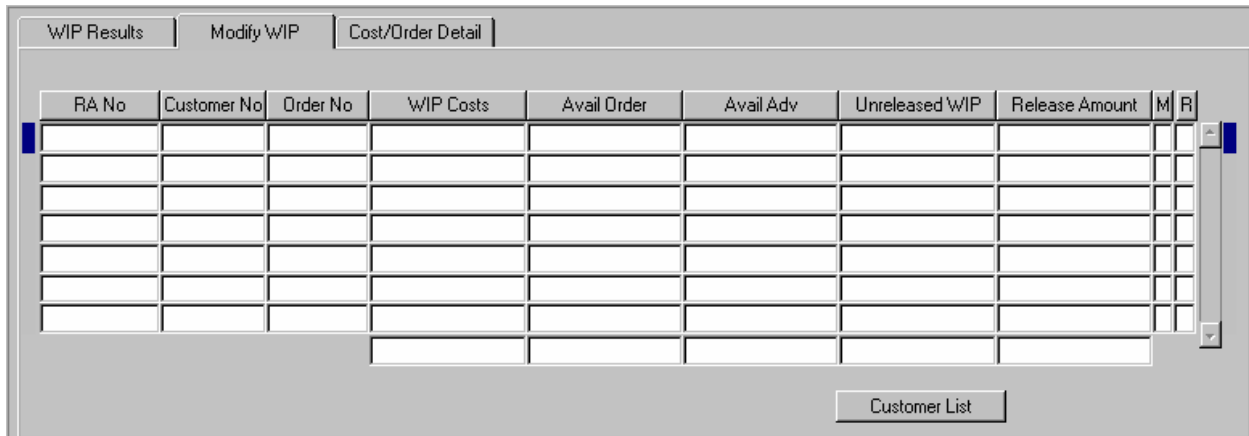 WIP Results Modify WIP Cost/Order Detail
RA No Customer No Order No WIP Costs Avail Order Avail Adv Unreleased WIP Release Amount M R
Customer List